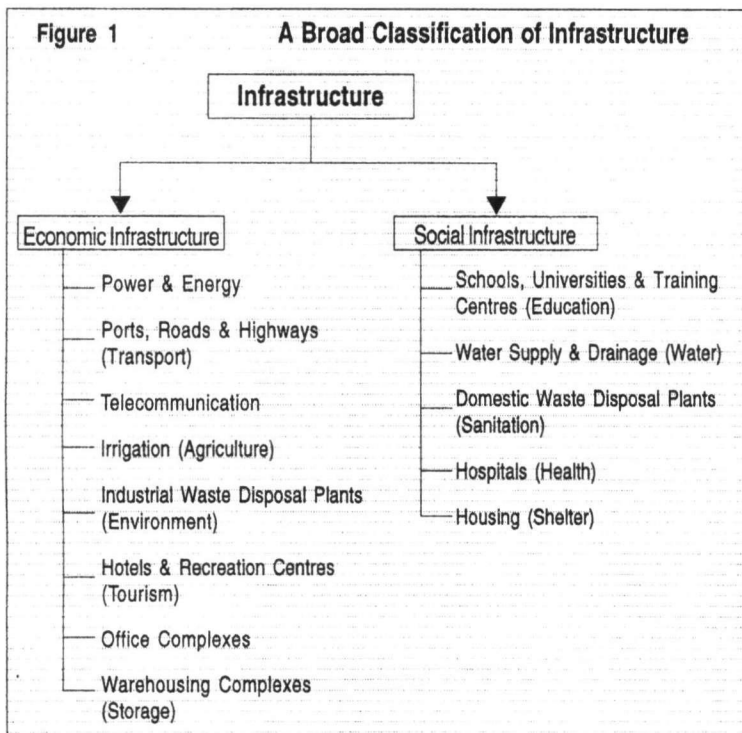 Figure 1 A Broad Classification of Infrastructure
Infrastructure
Economic Infrastructure
Power & Energy
Ports, Roads & Highways
(Transport)
Telecommunication
Irrigation (Agriculture)
Industrial Waste Disposal Plants
(Environment)
Hotels & Recreation Centres
(Tourism)
Office Complexes
Warehousing Complexes
(Storage)
Social Infrastructure
Schools, Universities & Training
Centres (Education)
Water Supply & Drainage (Water)
Domestic Waste Disposal Plants
(Sanitation)
Hospitals (Health)
Housing (Shelter)